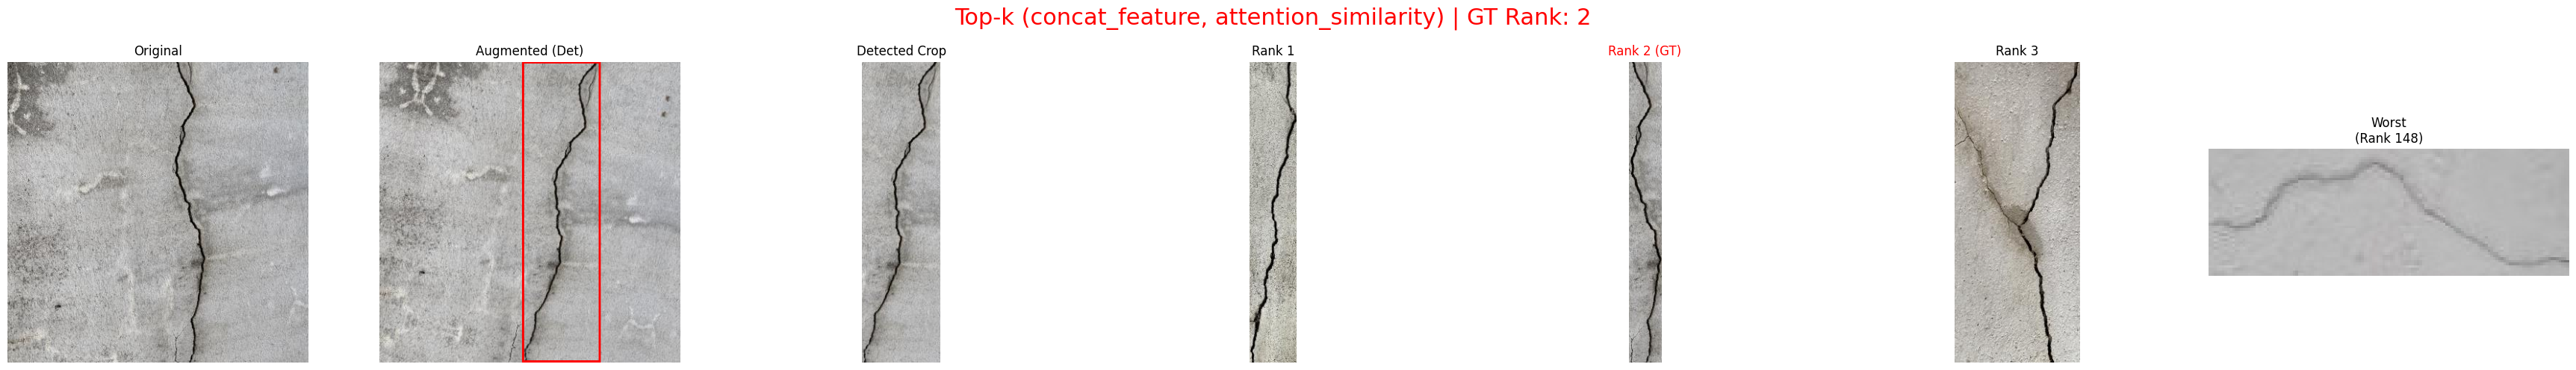 Top-k (concat_feature, attention_similarity) | GT Rank: 2
Original
Augmented (Det)
Detected Crop
Rank 1
Rank 2 (GT)
Rank 3
Worst
(Rank 148)